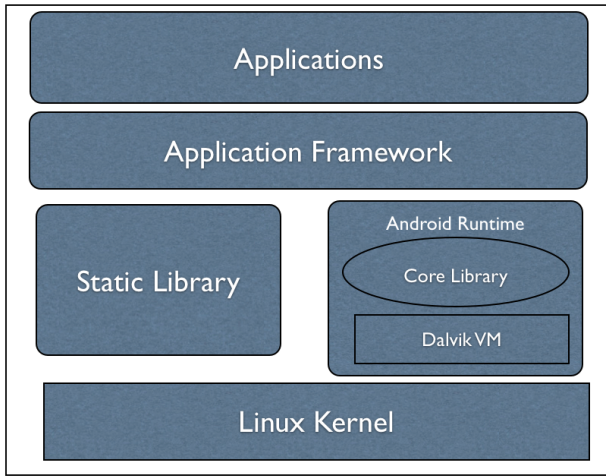 Applications
Application Framework
Static Library
Android Runtime
Core Library
Dalvik VM
Linux Kernel